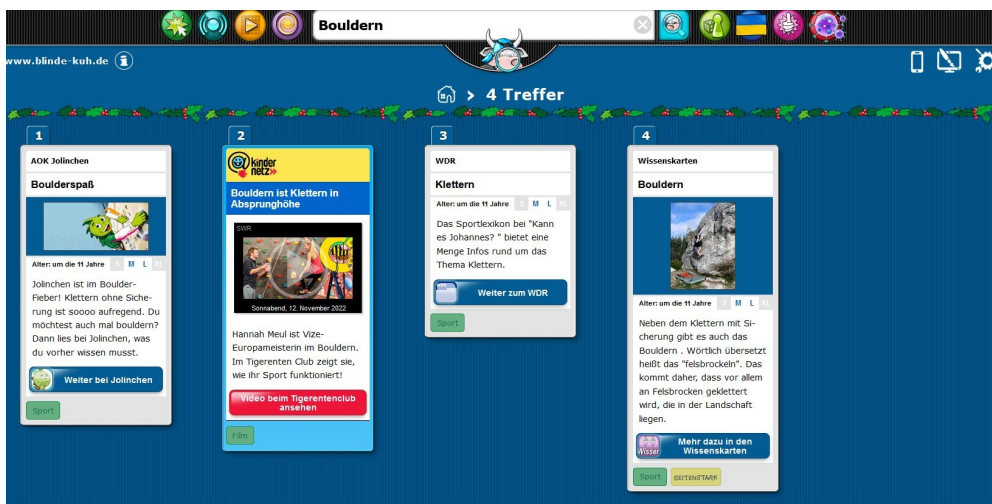 Bouldern
www.blinde-kuh.de
> 4 Treffer
1
AOK Jolinchen
Boulderspaß
Alter: um die 11 Jahre S M L XL
Jolinchen ist im Boulder-
Fieber! Klettern ohne Siche-
rung ist soooo aufregend. Du
möchtest auch mal bouldern?
Dann lies bei Jolinchen, was
du vorher wissen musst.
Weiter bei Jolinchen
Sport
2
kinder
netz»
Bouldern ist Klettern in
Absprunghöhe
SWR
Sonnabend, 12. November 2022
Hannah Meul ist Vize-
Europameisterin im Bouldern.
Im Tigerenten Club zeigt sie,
wie ihr Sport funktioniert!
Video beim Tigerentenclub
ansehen
Film
3
WDR
Klettern
Alter: um die 11 Jahre S M L XL
Das Sportlexikon bei "Kann
es Johannes? " bietet eine
Menge Infos rund um das
Thema Klettern.
Weiter zum WDR
Sport
4
Wissenskarten
Bouldern
Alter: um die 11 Jahre S M L XL
Neben dem Klettern mit Si-
cherung gibt es auch das
Bouldern . Wörtlich übersetzt
heißt das "felsbrockeln". Das
kommt daher, dass vor allem
an Felsbrocken geklettert
wird, die in der Landschaft
liegen.
Wissen
Mehr dazu in den
Wissenskarten
Sport
SEITENSTARK